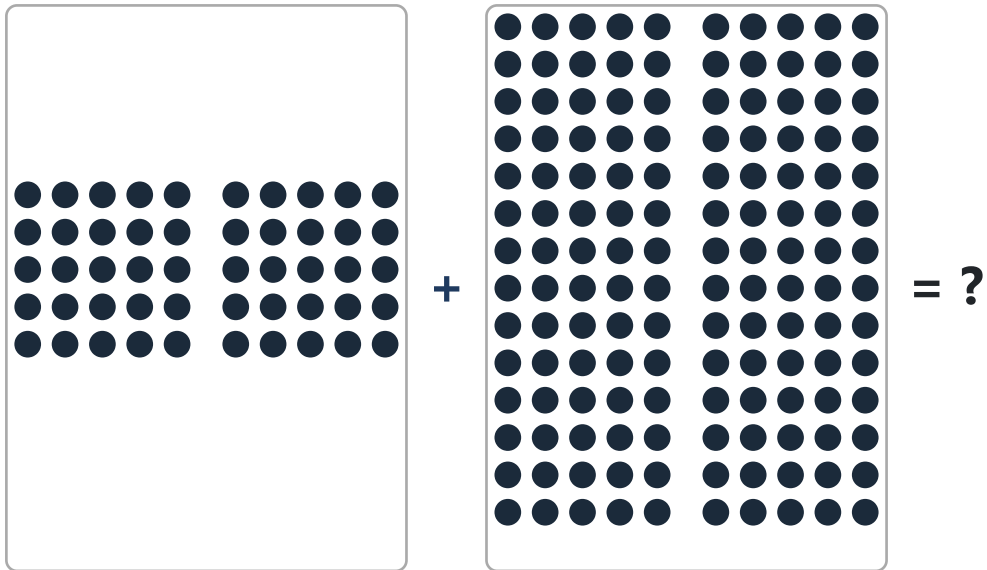 + = ?